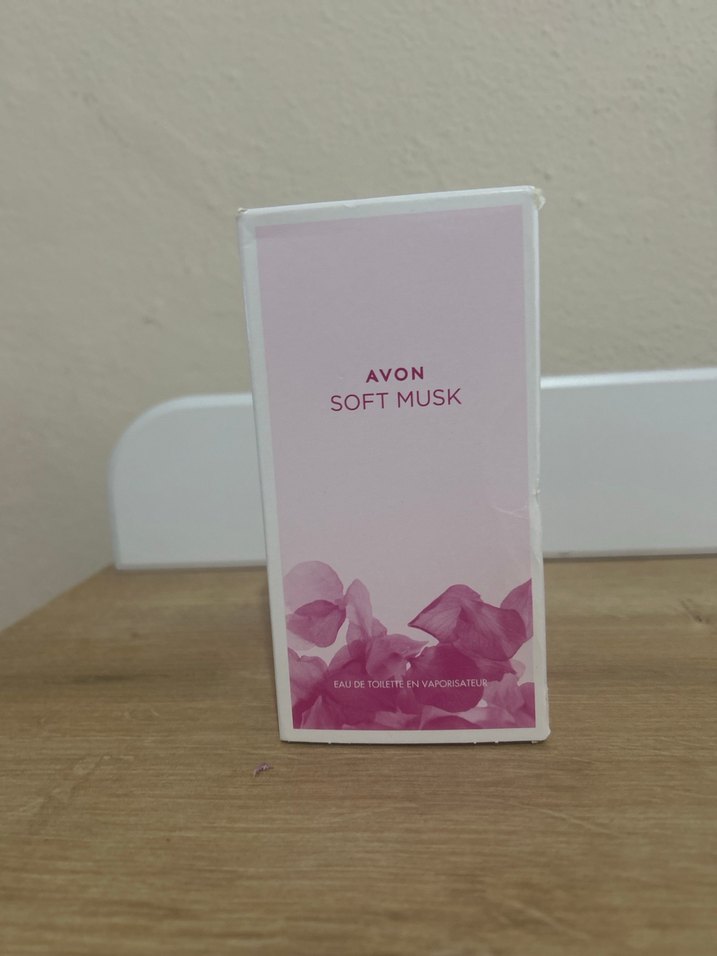 AVON
SOFT MUSK
EAU DE TOILETTE EN VAPORISATEUR